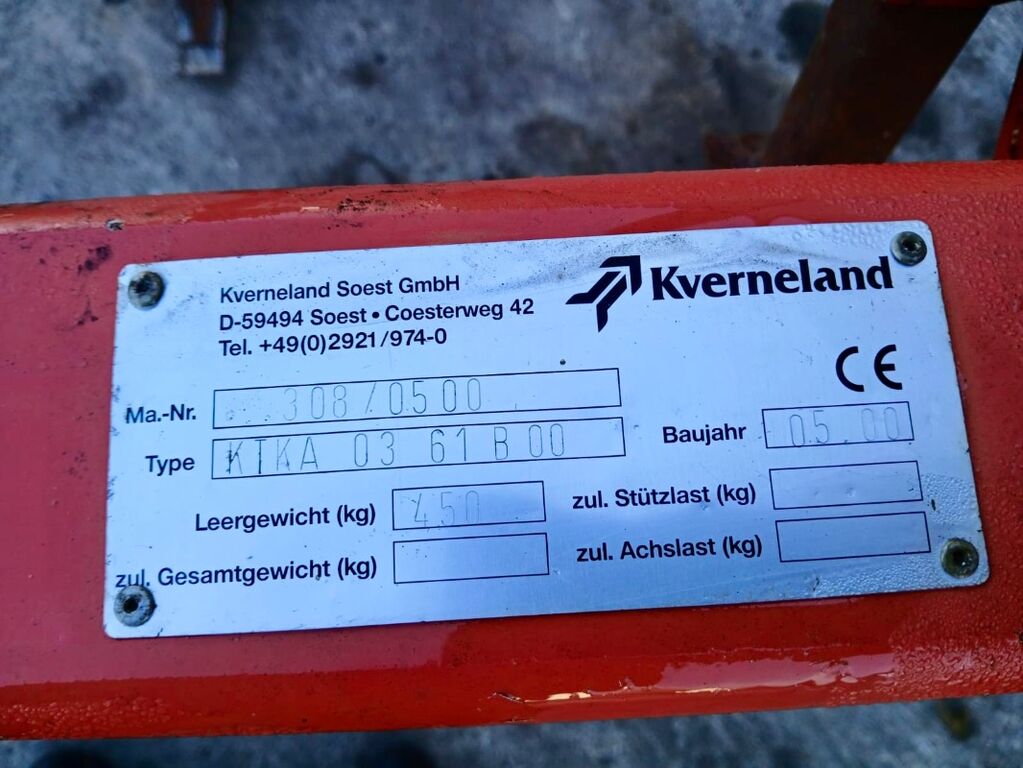 Kverneland Soest GmbH
D-59494 Soest • Coesterweg 42
Tel. +49(0)2921/974-0
Kverneland
CE
Ma.-Nr. 308/0500
Type KTKA 03 61 B 00
Baujahr 05.00
Leergewicht (kg) 450
zul. Stützlast (kg)
zul. Gesamtgewicht (kg)
zul. Achslast (kg)